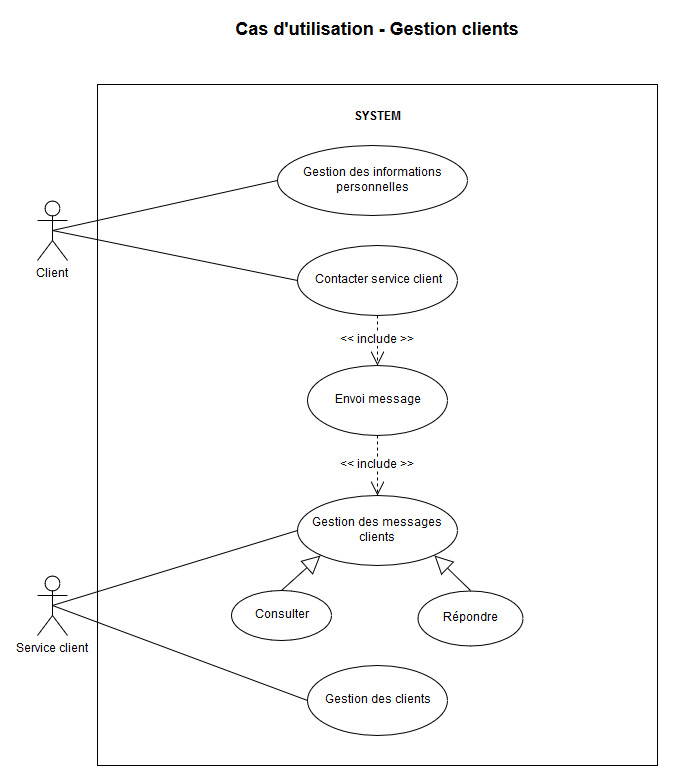 Cas d'utilisation - Gestion clients
SYSTEM
Gestion des informations
personnelles
Client
Contacter service client
<< include >>
Envoi message
<< include >>
Gestion des messages
clients
Consulter
Répondre
Service client
Gestion des clients